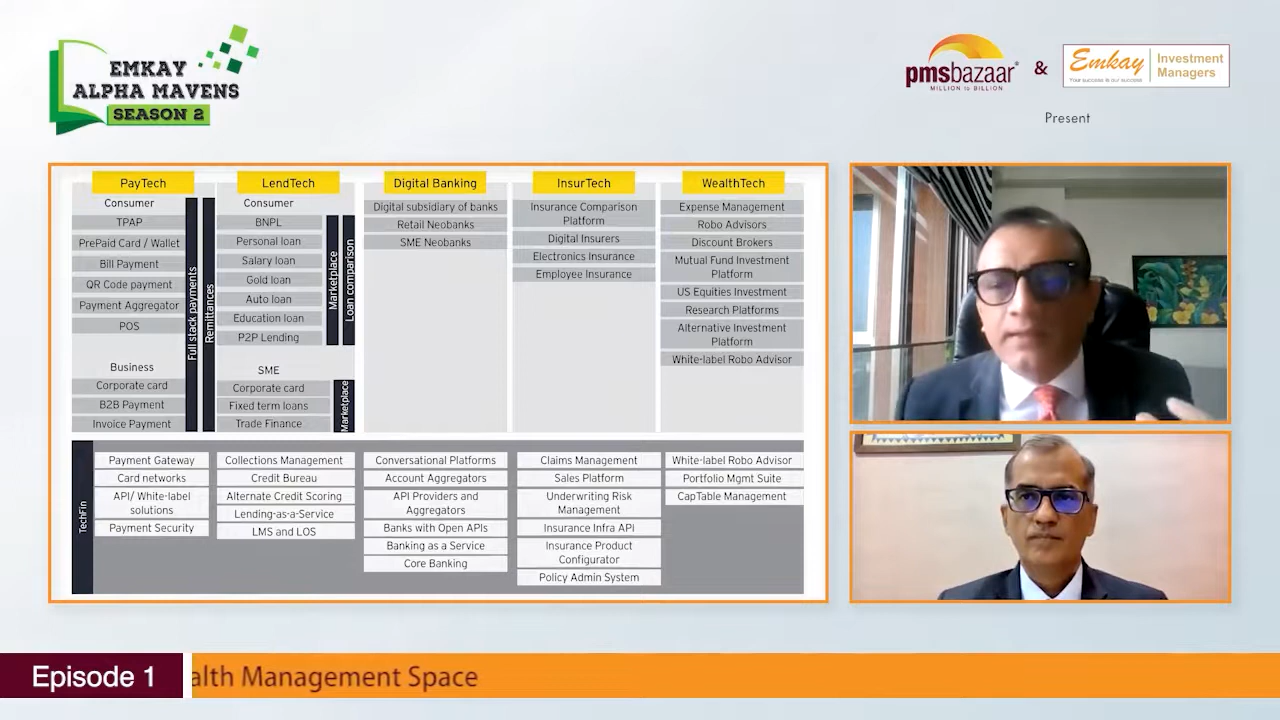 EMKAY
ALPHA MAVENS
SEASON 2
pmsbazaar
MILLION TO BILLION
&
Emkay
Your success is our success
Investment
Managers
Present
PayTech
Consumer
TPAP
PrePaid Card / Wallet
Bill Payment
QR Code payment
Payment Aggregator
POS
Business
Corporate card
B2B Payment
Invoice Payment
Full stack payments
Remittances
LendTech
Consumer
BNPL
Personal loan
Salary loan
Gold loan
Auto loan
Education loan
P2P Lending
Marketplace
Loan comparison
SME
Corporate card
Fixed term loans
Trade Finance
Marketplace
Digital Banking
Digital subsidiary of banks
Retail Neobanks
SME Neobanks
InsurTech
Insurance Comparison
Platform
Digital Insurers
Electronics Insurance
Employee Insurance
WealthTech
Expense Management
Robo Advisors
Discount Brokers
Mutual Fund Investment
Platform
US Equities Investment
Research Platforms
Alternative Investment
Platform
White-label Robo Advisor
TechFin
Payment Gateway
Card networks
API/ White-label
solutions
Payment Security
Collections Management
Credit Bureau
Alternate Credit Scoring
Lending-as-a-Service
LMS and LOS
Conversational Platforms
Account Aggregators
API Providers and
Aggregators
Banks with Open APIs
Banking as a Service
Core Banking
Claims Management
Sales Platform
Underwriting Risk
Management
Insurance Infra APi
Insurance Product
Configurator
Policy Admin System
White-label Robo Advisor
Portfolio Mgmt Suite
CapTable Management
Episode 1
alth Management Space